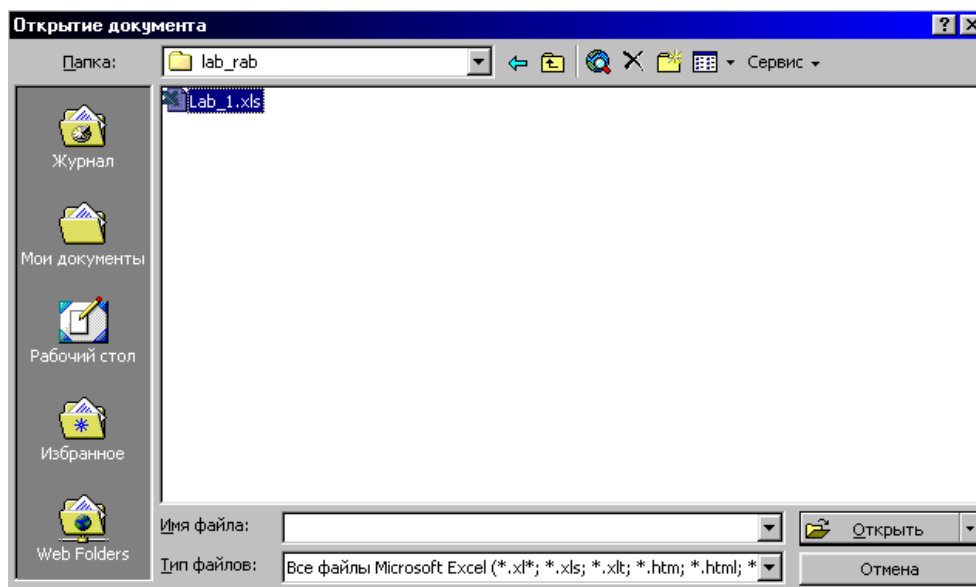 Открытие документа
Папка: lab_rab Сервис
Lab_1.xls
Журнал
Мои документы
Рабочий стол
Избранное
Web Folders
Имя файла: Открыть
Тип файлов: Все файлы Microsoft Excel (*.xl*; *.xls; *.xlt; *.htm; *.html; * Отмена